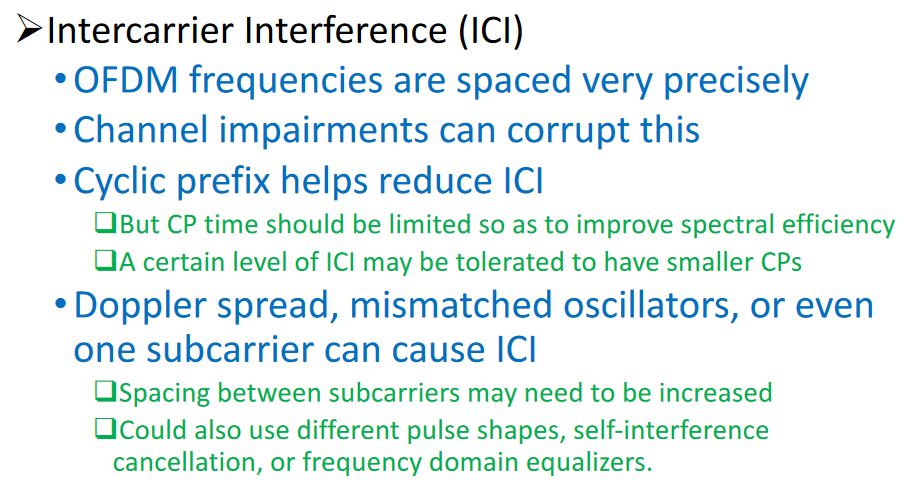 ➢Intercarrier Interference (ICI)
•OFDM frequencies are spaced very precisely
•Channel impairments can corrupt this
•Cyclic prefix helps reduce ICI
❑But CP time should be limited so as to improve spectral efficiency
❑A certain level of ICI may be tolerated to have smaller CPs
•Doppler spread, mismatched oscillators, or even
one subcarrier can cause ICI
❑Spacing between subcarriers may need to be increased
❑Could also use different pulse shapes, self-interference
cancellation, or frequency domain equalizers.